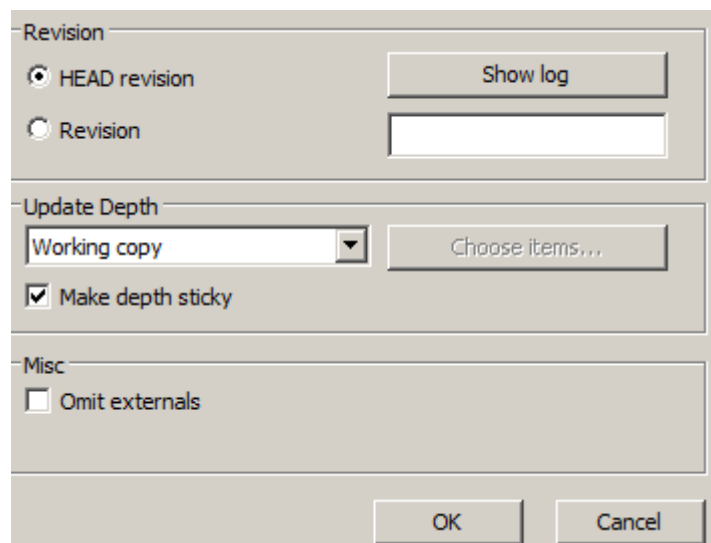 Revision
HEAD revision
Show log
Revision
Update Depth
Working copy
Choose items...
Make depth sticky
Misc
Omit externals
OK
Cancel